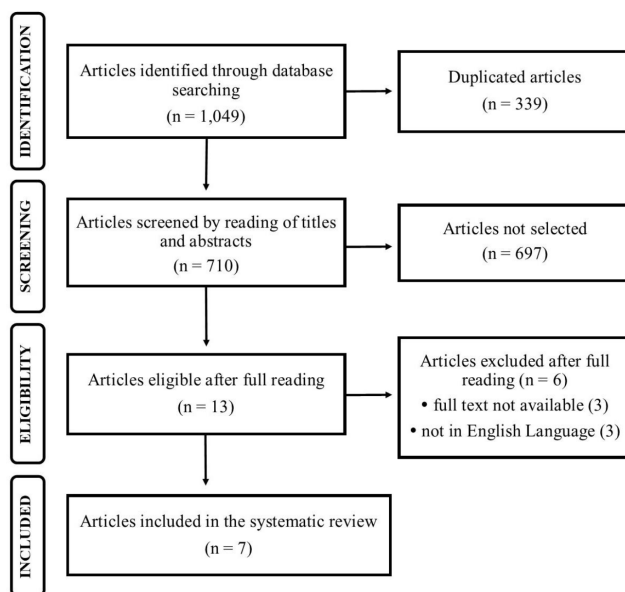 IDENTIFICATION
Articles identified through database
searching
(n = 1,049)
Duplicated articles
(n = 339)
SCREENING
Articles screened by reading of titles
and abstracts
(n = 710)
Articles not selected
(n = 697)
ELIGIBILITY
Articles eligible after full reading
(n = 13)
Articles excluded after full
reading (n = 6)
• full text not available (3)
• not in English Language (3)
INCLUDED
Articles included in the systematic review
(n = 7)